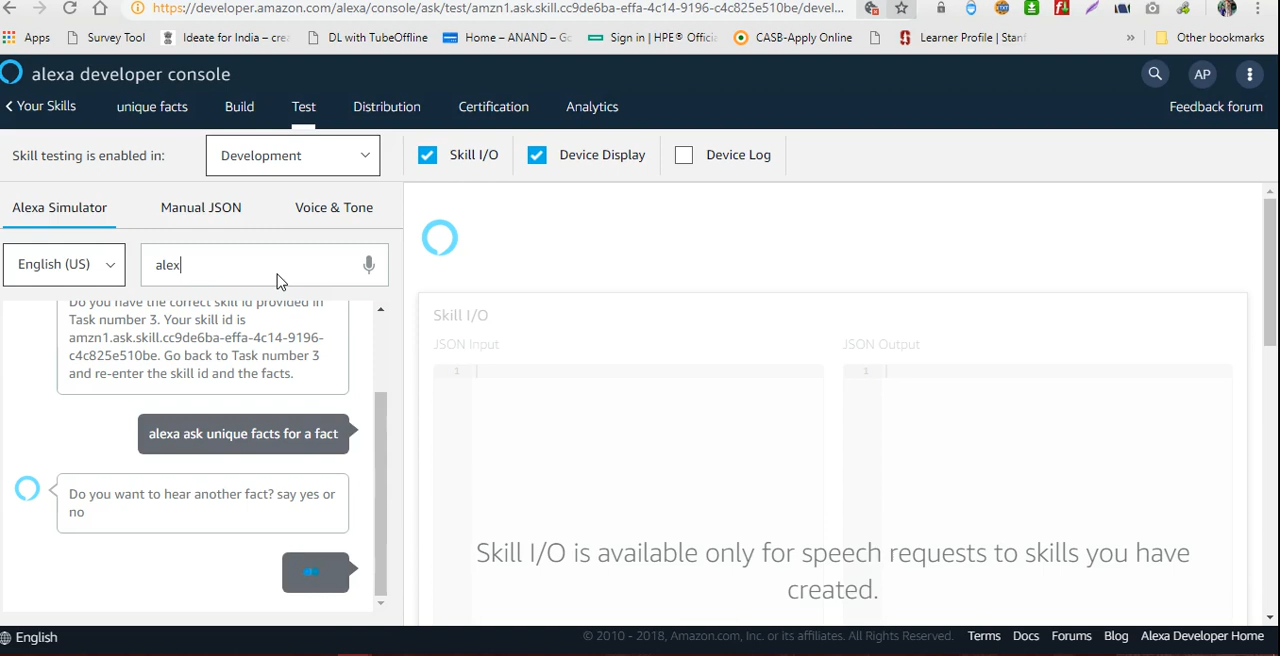 https://developer.amazon.com/alexa/console/ask/test/amzn1.ask.skill.cc9de6ba-effa-4c14-9196-c4c825e510be/devel...
Apps Survey Tool Ideate for India – cre DL with TubeOffline Home – ANAND – Go Sign in | HPE® Offici CASB-Apply Online Learner Profile | Stanf » Other bookmarks
alexa developer console AP
Your Skills unique facts Build Test Distribution Certification Analytics Feedback forum
Skill testing is enabled in: Development Skill I/O Device Display Device Log
Alexa Simulator Manual JSON Voice & Tone
English (US) alex
Do you have the correct skill id provided in
Task number 3. Your skill id is
amzn1.ask.skill.cc9de6ba-effa-4c14-9196-
c4c825e510be. Go back to Task number 3
and re-enter the skill id and the facts.
alexa ask unique facts for a fact
Do you want to hear another fact? say yes or
no
Skill I/O
JSON Input JSON Output
1 1
Skill I/O is available only for speech requests to skills you have
created.
English © 2010 - 2018, Amazon.com, Inc. or its affiliates. All Rights Reserved. Terms Docs Forums Blog Alexa Developer Home